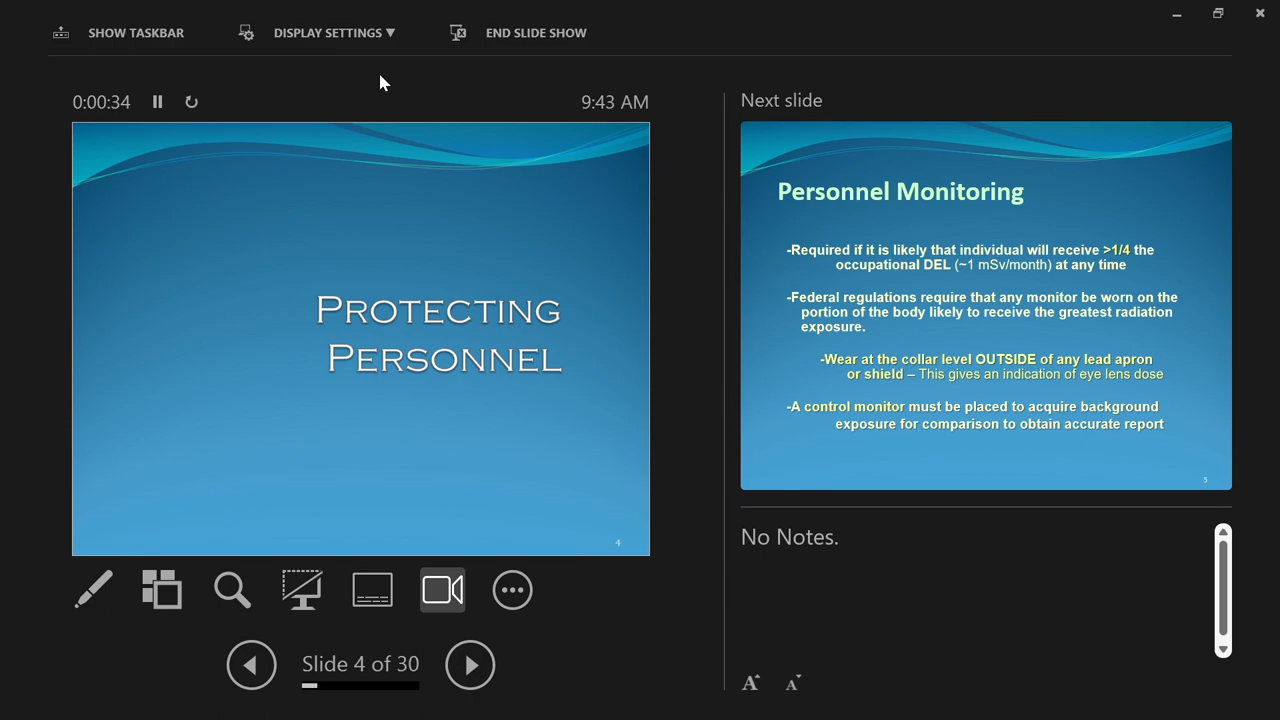 SHOW TASKBAR
DISPLAY SETTINGS ▼
END SLIDE SHOW
0:00:34
9:43 AM
Protecting
Personnel
4
Slide 4 of 30
Next slide
Personnel Monitoring
-Required if it is likely that individual will receive >1/4 the
occupational DEL (~1 mSv/month) at any time
-Federal regulations require that any monitor be worn on the
portion of the body likely to receive the greatest radiation
exposure.
-Wear at the collar level OUTSIDE of any lead apron
or shield – This gives an indication of eye lens dose
-A control monitor must be placed to acquire background
exposure for comparison to obtain accurate report
5
No Notes.
A A